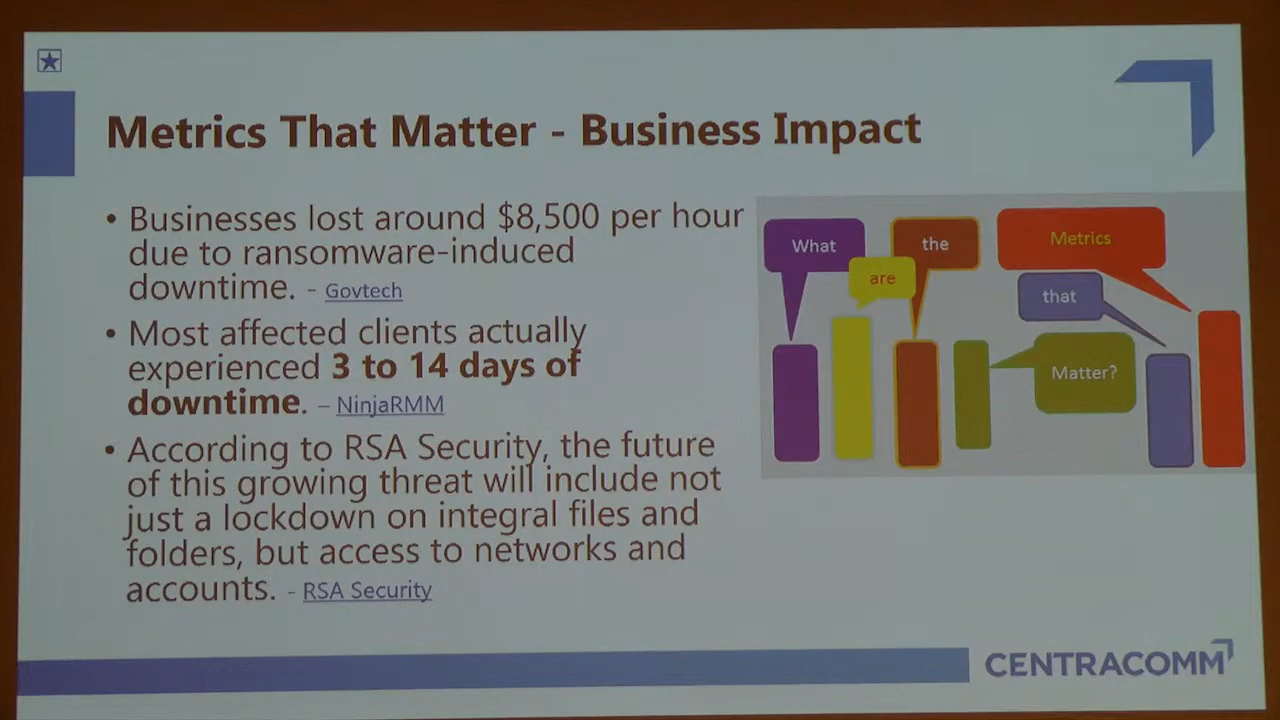 Metrics That Matter - Business Impact
• Businesses lost around $8,500 per hour
due to ransomware-induced
downtime. - Govtech
• Most affected clients actually
experienced 3 to 14 days of
downtime. – NinjaRMM
• According to RSA Security, the future
of this growing threat will include not
just a lockdown on integral files and
folders, but access to networks and
accounts. - RSA Security
What
are
the
Metrics
that
Matter?
CENTRACOMM